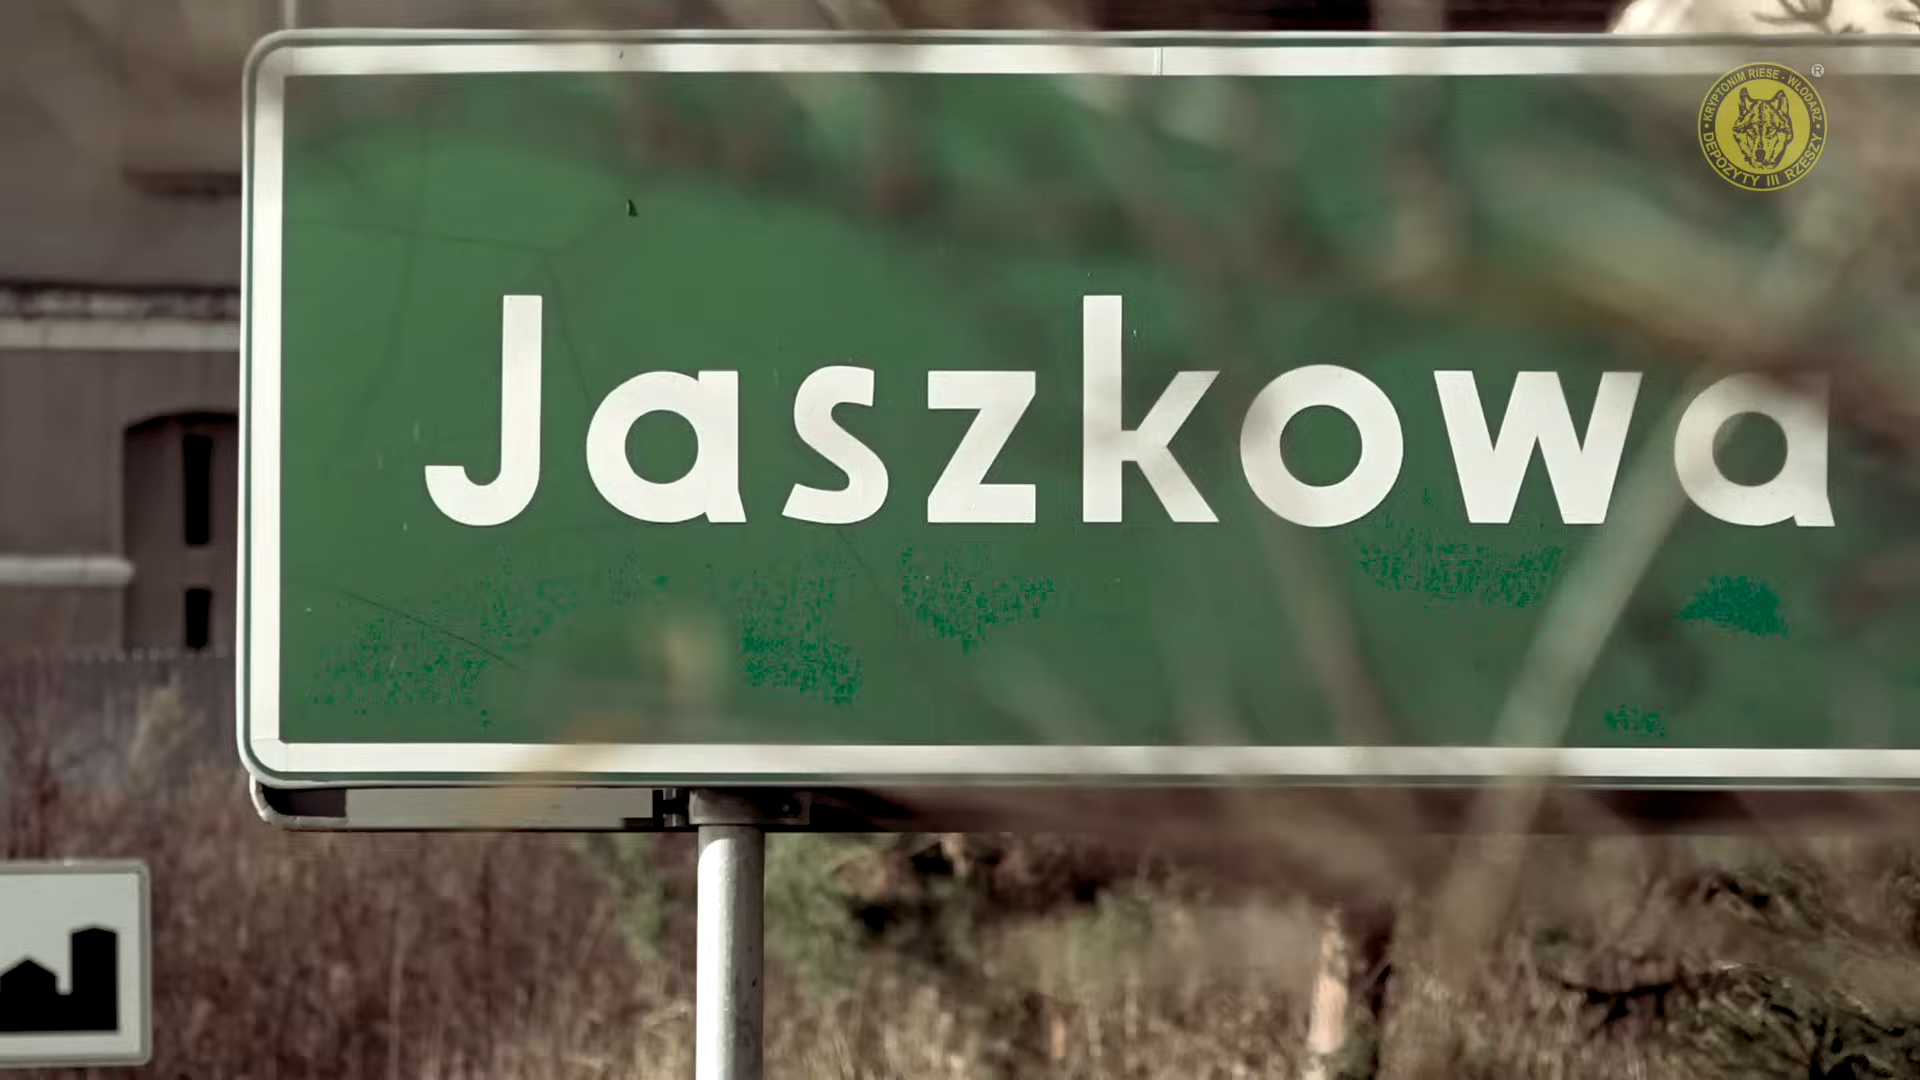 • KRYPTONIM RIESE - WŁODARZ •
DEPOZYTY III RZESZY
®
Jaszkowa